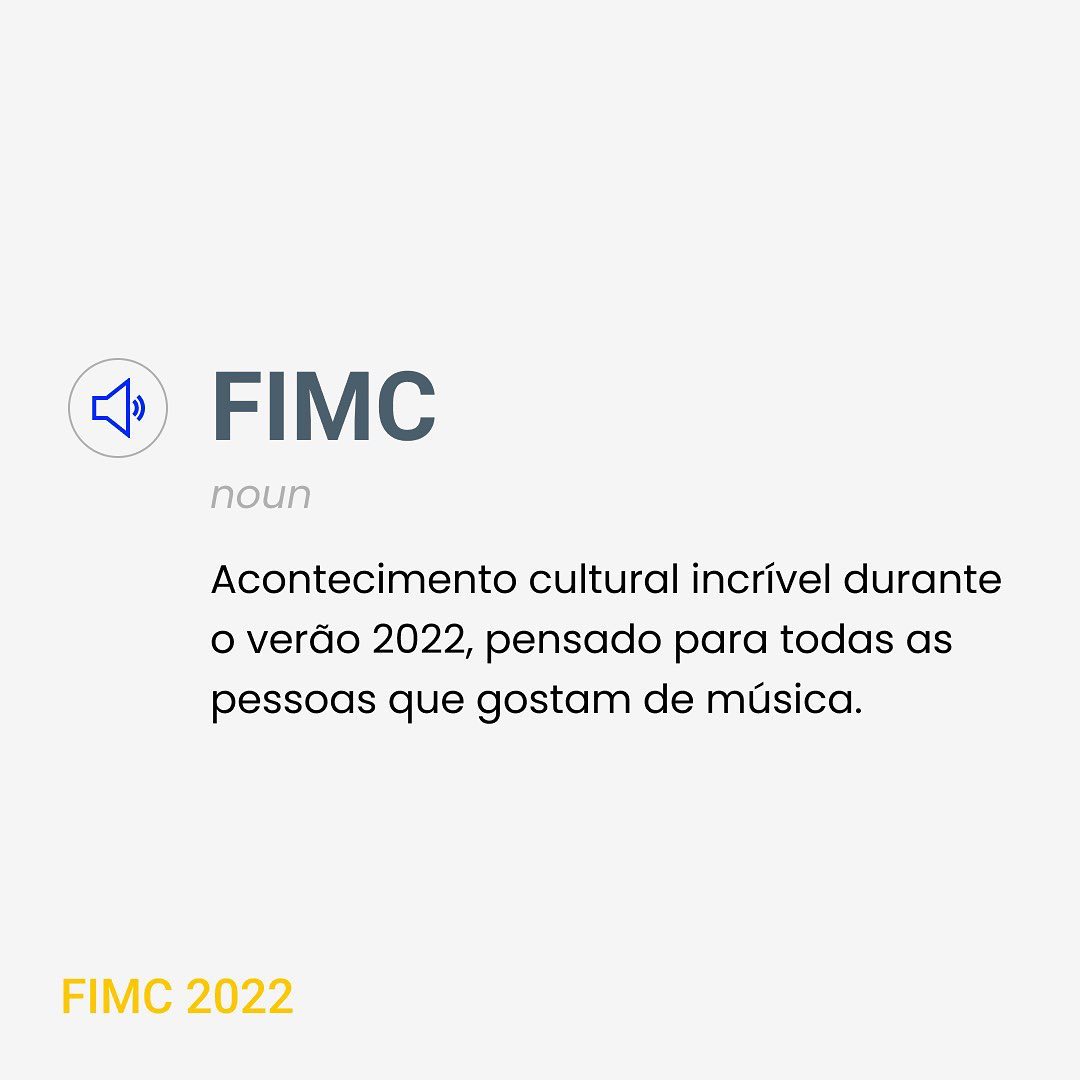 FIMC
noun
Acontecimento cultural incrível durante
o verão 2022, pensado para todas as
pessoas que gostam de música.
FIMC 2022